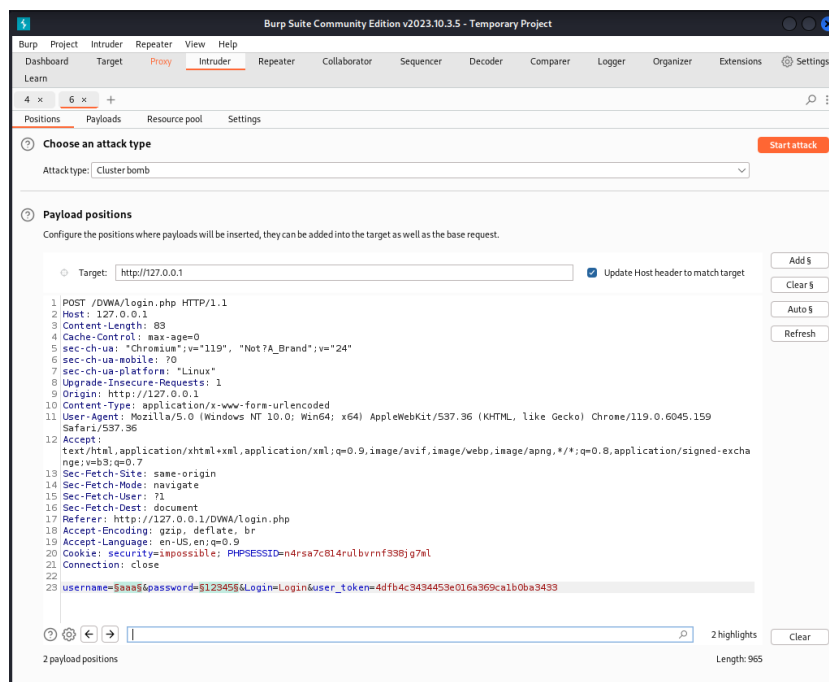 Burp Suite Community Edition v2023.10.3.5 - Temporary Project
Burp Project Intruder Repeater View Help
Dashboard Target Proxy Intruder Repeater Collaborator Sequencer Decoder Comparer Logger Organizer Extensions Settings
Learn
4 × 6 × +
Positions Payloads Resource pool Settings
Choose an attack type
Start attack
Attack type: Cluster bomb
Payload positions
Configure the positions where payloads will be inserted, they can be added into the target as well as the base request.
Target: http://127.0.0.1 Update Host header to match target
Add §
Clear §
Auto §
Refresh
1 POST /DVWA/login.php HTTP/1.1
2 Host: 127.0.0.1
3 Content-Length: 83
4 Cache-Control: max-age=0
5 sec-ch-ua: "Chromium";v="119", "Not?A_Brand";v="24"
6 sec-ch-ua-mobile: ?0
7 sec-ch-ua-platform: "Linux"
8 Upgrade-Insecure-Requests: 1
9 Origin: http://127.0.0.1
10 Content-Type: application/x-www-form-urlencoded
11 User-Agent: Mozilla/5.0 (Windows NT 10.0; Win64; x64) AppleWebKit/537.36 (KHTML, like Gecko) Chrome/119.0.6045.159
Safari/537.36
12 Accept:
text/html,application/xhtml+xml,application/xml;q=0.9,image/avif,image/webp,image/apng,*/*;q=0.8,application/signed-excha
nge;v=b3;q=0.7
13 Sec-Fetch-Site: same-origin
14 Sec-Fetch-Mode: navigate
15 Sec-Fetch-User: ?1
16 Sec-Fetch-Dest: document
17 Referer: http://127.0.0.1/DVWA/login.php
18 Accept-Encoding: gzip, deflate, br
19 Accept-Language: en-US,en;q=0.9
20 Cookie: security=impossible; PHPSESSID=n4rsa7c814rulbvrnf338jg7ml
21 Connection: close
22
23 username=§aaa§&password=§12345§&Login=Login&user_token=4dfb4c3434453e016a369ca1b0ba3433
2 highlights
Clear
2 payload positions
Length: 965